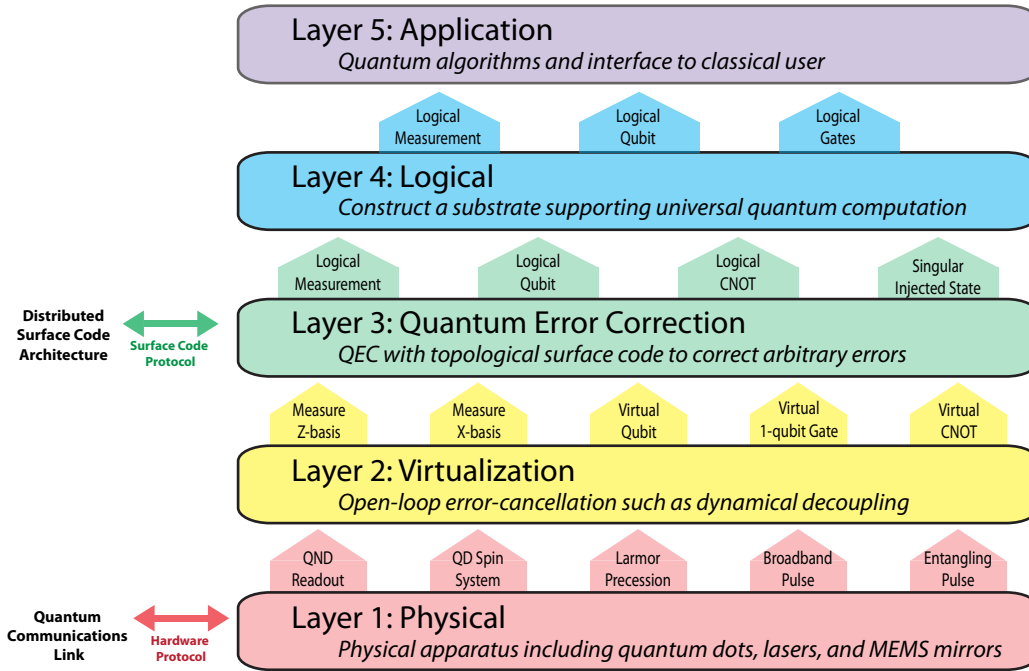 Layer 5: Application
Quantum algorithms and interface to classical user
Logical
Measurement
Logical
Qubit
Logical
Gates
Layer 4: Logical
Construct a substrate supporting universal quantum computation
Logical
Measurement
Logical
Qubit
Logical
CNOT
Singular
Injected State
Distributed
Surface Code
Architecture
Surface Code
Protocol
Layer 3: Quantum Error Correction
QEC with topological surface code to correct arbitrary errors
Measure
Z-basis
Measure
X-basis
Virtual
Qubit
Virtual
1-qubit Gate
Virtual
CNOT
Layer 2: Virtualization
Open-loop error-cancellation such as dynamical decoupling
QND
Readout
QD Spin
System
Larmor
Precession
Broadband
Pulse
Entangling
Pulse
Quantum
Communications
Link
Hardware
Protocol
Layer 1: Physical
Physical apparatus including quantum dots, lasers, and MEMS mirrors